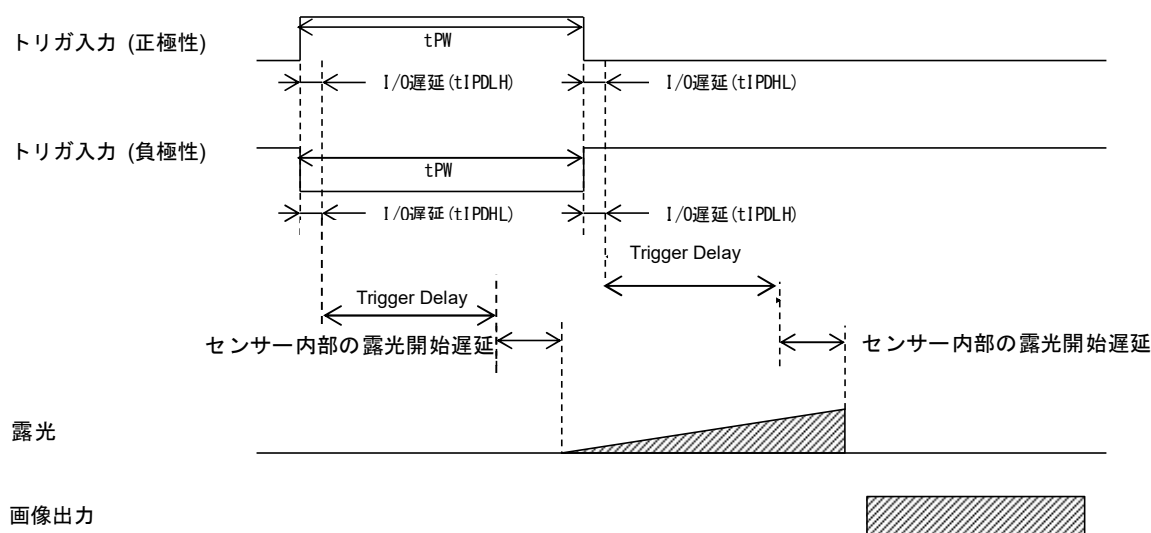 トリガ入力 (正極性)
tPW
I/O遅延(tIPDLH)
I/O遅延(tIPDHL)
トリガ入力 (負極性)
tPW
I/O遅延(tIPDHL)
I/O遅延(tIPDLH)
Trigger Delay
Trigger Delay
センサー内部の露光開始遅延
センサー内部の露光開始遅延
露光
画像出力